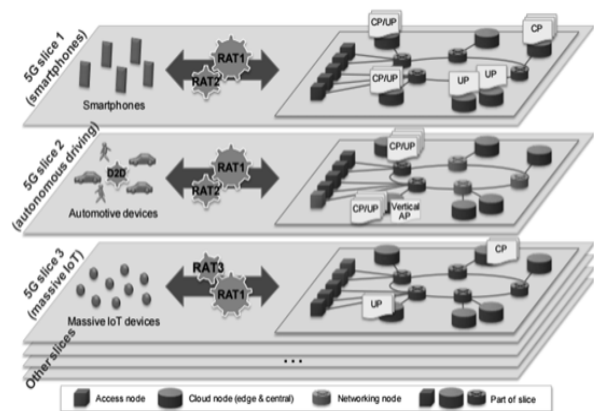 5G slice 1
(smartphones)
Smartphones
RAT1
RAT2
CP/UP
CP
CP/UP
UP
UP
5G slice 2
(autonomous driving)
D2D
Automotive devices
RAT1
RAT2
CP/UP
CP/UP
Vertical
AP
5G slice 3
(massive IoT)
Massive IoT devices
RAT3
RAT1
CP
UP
Other slices
...
Access node
Cloud node (edge & central)
Networking node
Part of slice